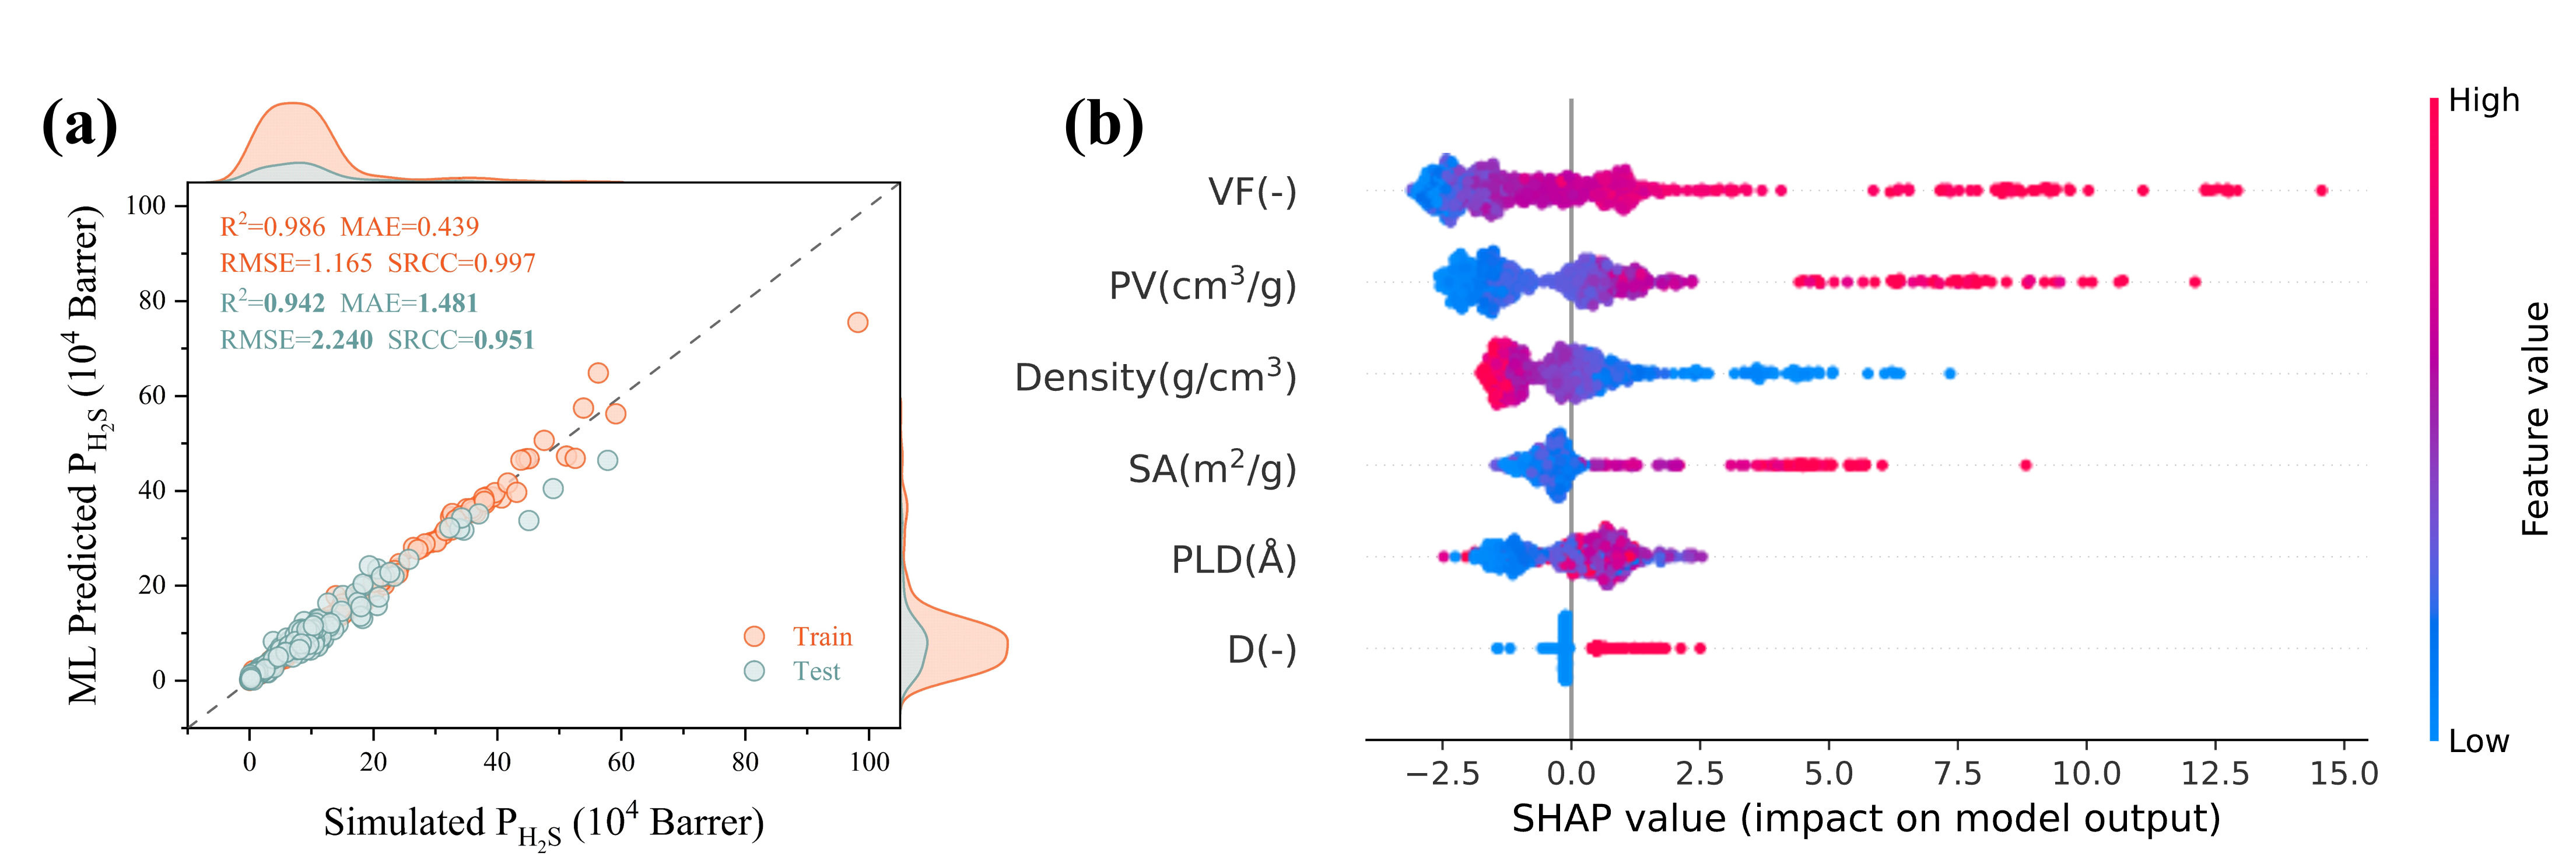 (a)
R²=0.986 MAE=0.439
RMSE=1.165 SRCC=0.997
R²=0.942 MAE=1.481
RMSE=2.240 SRCC=0.951
100
80
60
40
20
0
ML Predicted P_H₂S (10⁴ Barrer)
Train
Test
0 20 40 60 80 100
Simulated P_H₂S (10⁴ Barrer)
(b)
VF(-)
PV(cm³/g)
Density(g/cm³)
SA(m²/g)
PLD(Å)
D(-)
−2.5 0.0 2.5 5.0 7.5 10.0 12.5 15.0
SHAP value (impact on model output)
High
Feature value
Low